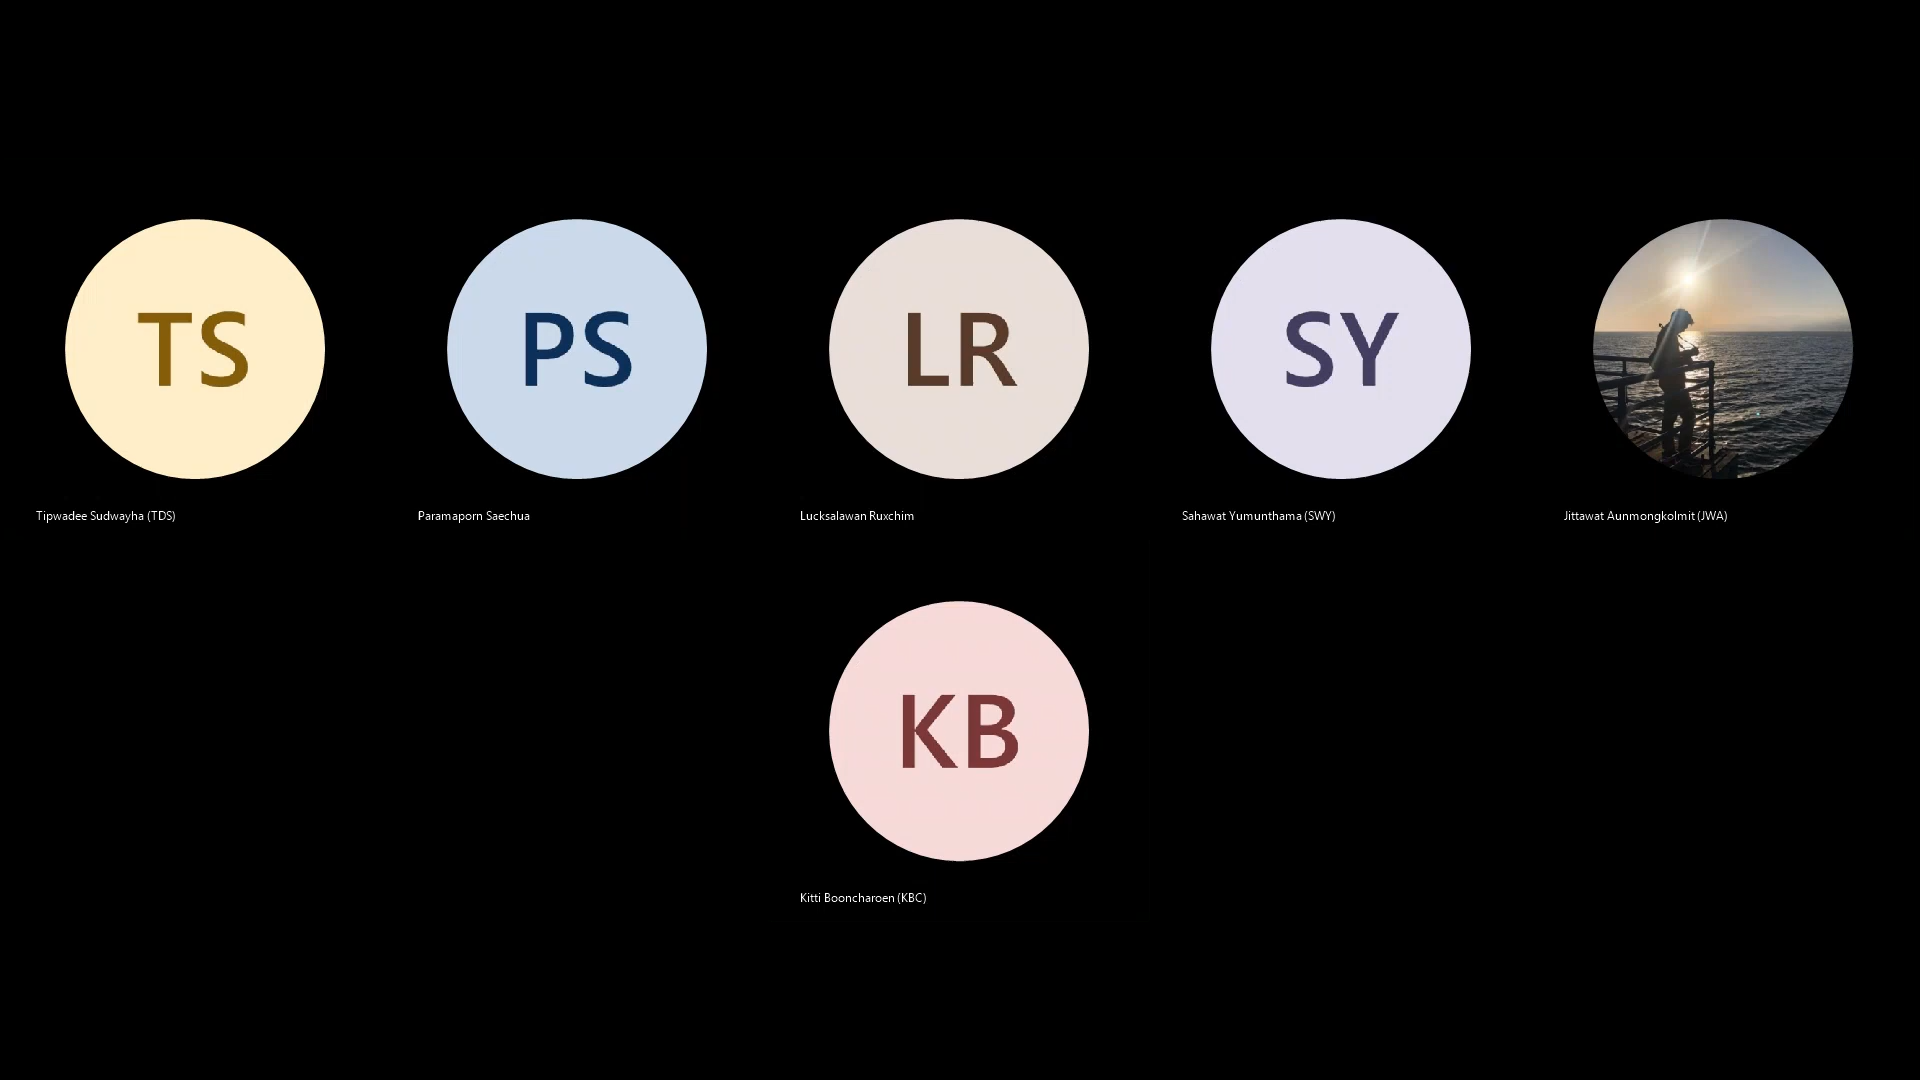 TS
PS
LR
SY
Tipwadee Sudwayha (TDS)
Paramaporn Saechua
Lucksalawan Ruxchim
Sahawat Yumunthama (SWY)
Jittawat Aunmongkolmit (JWA)
KB
Kitti Booncharoen (KBC)